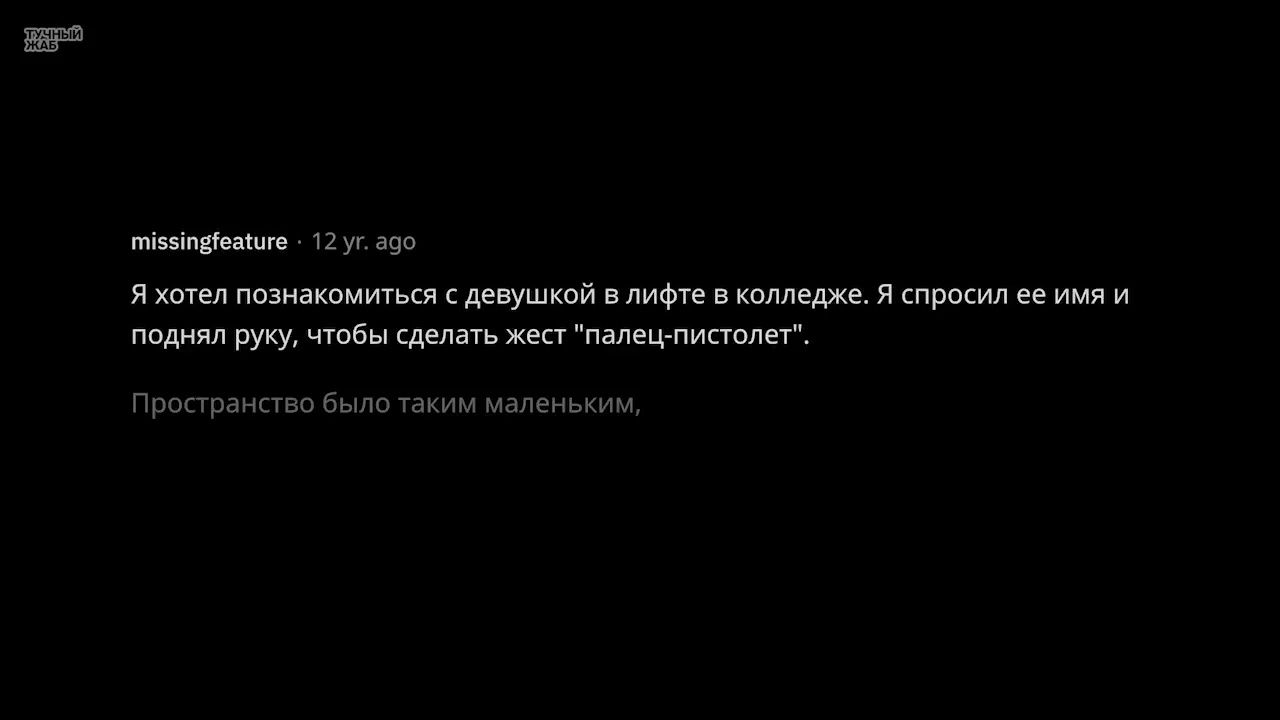 ТУЧНЫЙ
ЖАБ
missingfeature · 12 yr. ago
Я хотел познакомиться с девушкой в лифте в колледже. Я спросил ее имя и
поднял руку, чтобы сделать жест "палец-пистолет".
Пространство было таким маленьким,